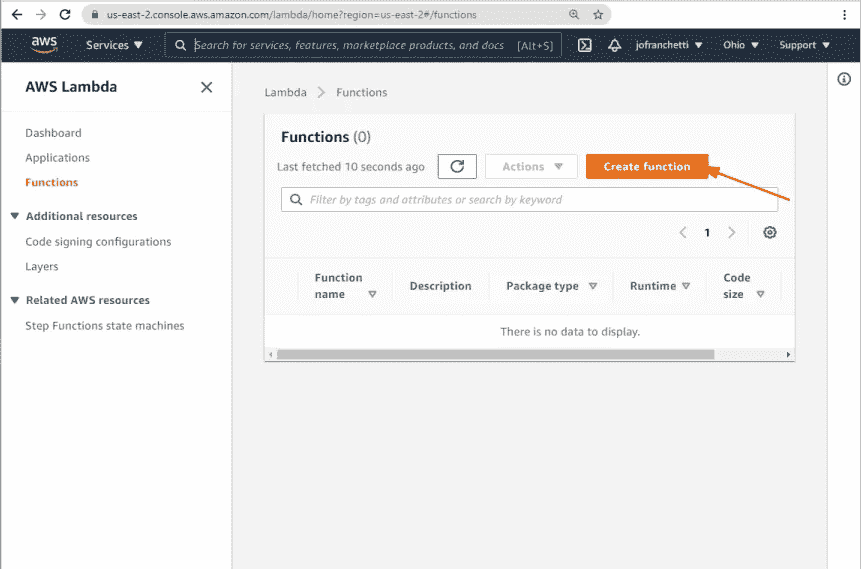 us-east-2.console.aws.amazon.com/lambda/home?region=us-east-2#/functions
aws Services Search for services, features, marketplace products, and docs [Alt+S] jofranchetti Ohio Support
AWS Lambda
Dashboard
Applications
Functions
Additional resources
Code signing configurations
Layers
Related AWS resources
Step Functions state machines
Lambda Functions
Functions (0)
Last fetched 10 seconds ago Actions Create function
Filter by tags and attributes or search by keyword
1
Function name Description Package type Runtime Code size
There is no data to display.